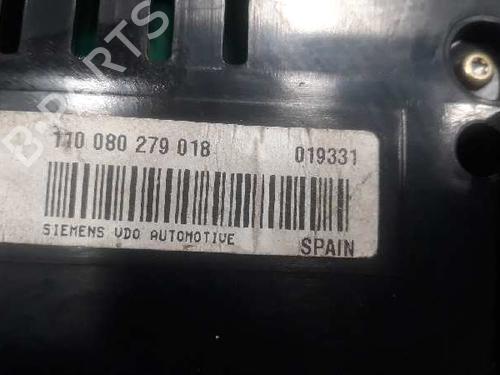 B-PARTS
110 080 279 018 019331
SIEMENS VDO AUTOMOTIVE SPAIN